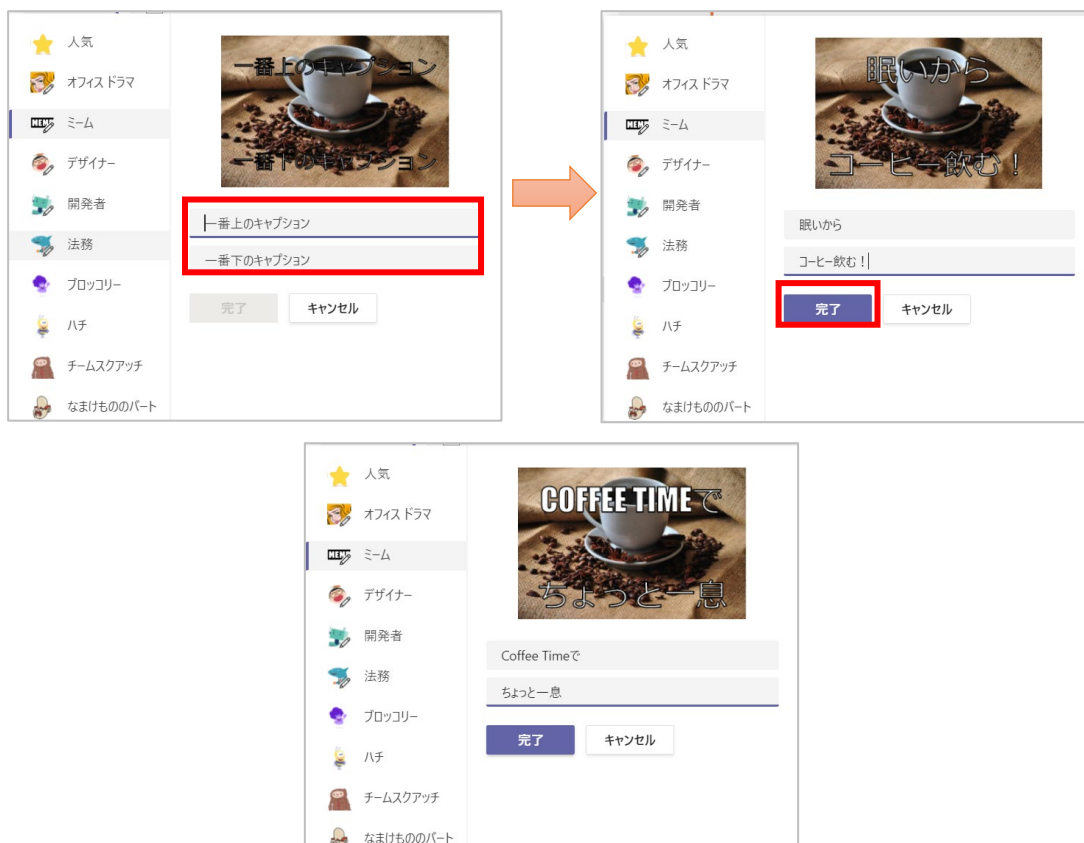 人気
オフィス ドラマ
ミーム
デザイナー
開発者
法務
ブロッコリー
ハチ
チームスクアッチ
なまけもののバート
一番上のキャプション
一番下のキャプション
一番上のキャプション
一番下のキャプション
完了
キャンセル
人気
オフィス ドラマ
ミーム
デザイナー
開発者
法務
ブロッコリー
ハチ
チームスクアッチ
なまけもののバート
眠いから
コーヒー飲む！
眠いから
コーヒー飲む！
完了
キャンセル
人気
オフィス ドラマ
ミーム
デザイナー
開発者
法務
ブロッコリー
ハチ
チームスクアッチ
なまけもののバート
COFFEE TIMEで
ちょっと一息
Coffee Timeで
ちょっと一息
完了
キャンセル